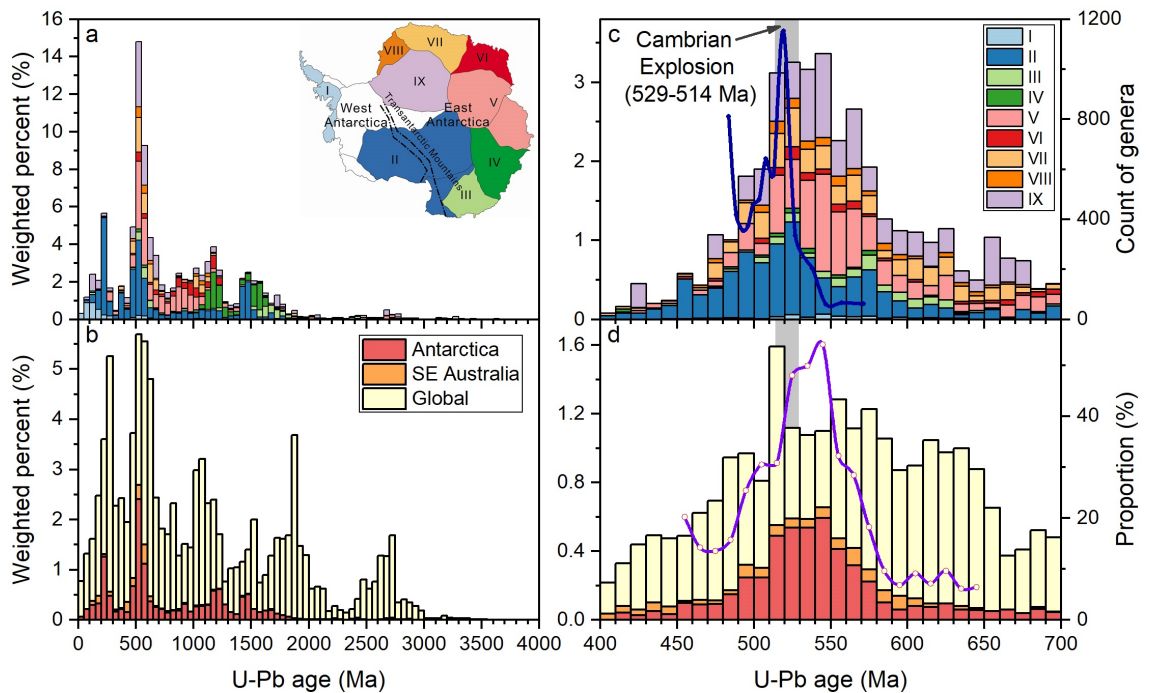 a
Weighted percent (%)
16
14
12
10
8
6
4
2
0
I
II
III
IV
V
VI
VII
VIII
IX
West
Antarctica
East
Antarctica
Transantarctic Mountains
b
Weighted percent (%)
5
4
3
2
1
0
Antarctica
SE Australia
Global
0 500 1000 1500 2000 2500 3000 3500 4000
U-Pb age (Ma)
c
Cambrian
Explosion
(529-514 Ma)
3
2
1
0
I
II
III
IV
V
VI
VII
VIII
IX
1200
800
400
0
Count of genera
d
1.6
1.2
0.8
0.4
0.0
40
20
0
Proportion (%)
400 450 500 550 600 650 700
U-Pb age (Ma)